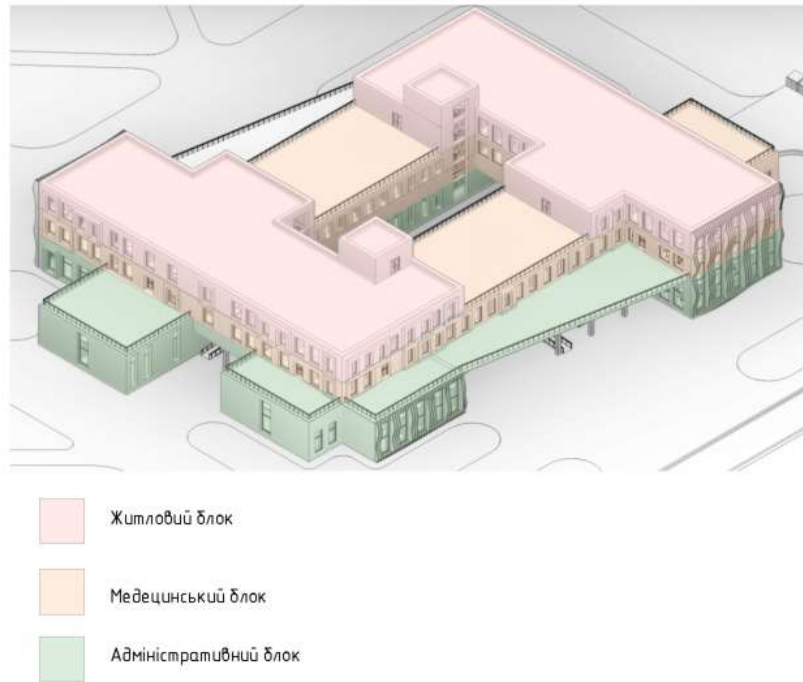 Житловий блок
Медецинський блок
Адміністративний блок